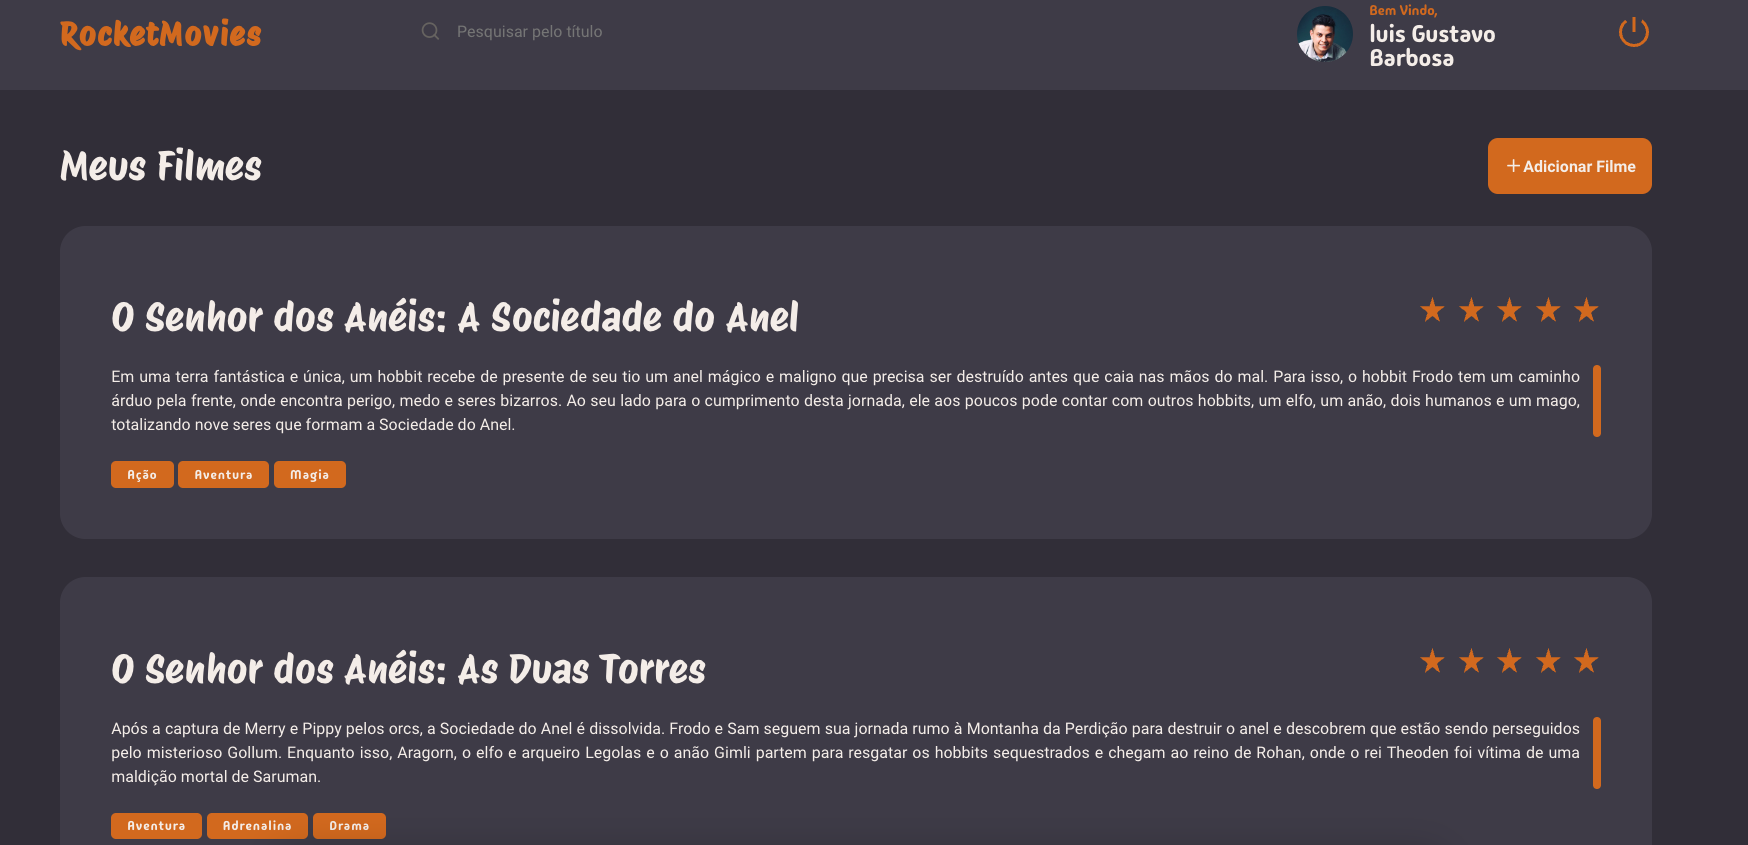 RocketMovies
Pesquisar pelo título
Bem Vindo,
luis Gustavo
Barbosa
Meus Filmes
Adicionar Filme
O Senhor dos Anéis: A Sociedade do Anel
Em uma terra fantástica e única, um hobbit recebe de presente de seu tio um anel mágico e maligno que precisa ser destruído antes que caia nas mãos do mal. Para isso, o hobbit Frodo tem um caminho
árduo pela frente, onde encontra perigo, medo e seres bizarros. Ao seu lado para o cumprimento desta jornada, ele aos poucos pode contar com outros hobbits, um elfo, um anão, dois humanos e um mago,
totalizando nove seres que formam a Sociedade do Anel.
Ação Aventura Magia
O Senhor dos Anéis: As Duas Torres
Após a captura de Merry e Pippy pelos orcs, a Sociedade do Anel é dissolvida. Frodo e Sam seguem sua jornada rumo à Montanha da Perdição para destruir o anel e descobrem que estão sendo perseguidos
pelo misterioso Gollum. Enquanto isso, Aragorn, o elfo e arqueiro Legolas e o anão Gimli partem para resgatar os hobbits sequestrados e chegam ao reino de Rohan, onde o rei Theoden foi vítima de uma
maldição mortal de Saruman.
Aventura Adrenalina Drama